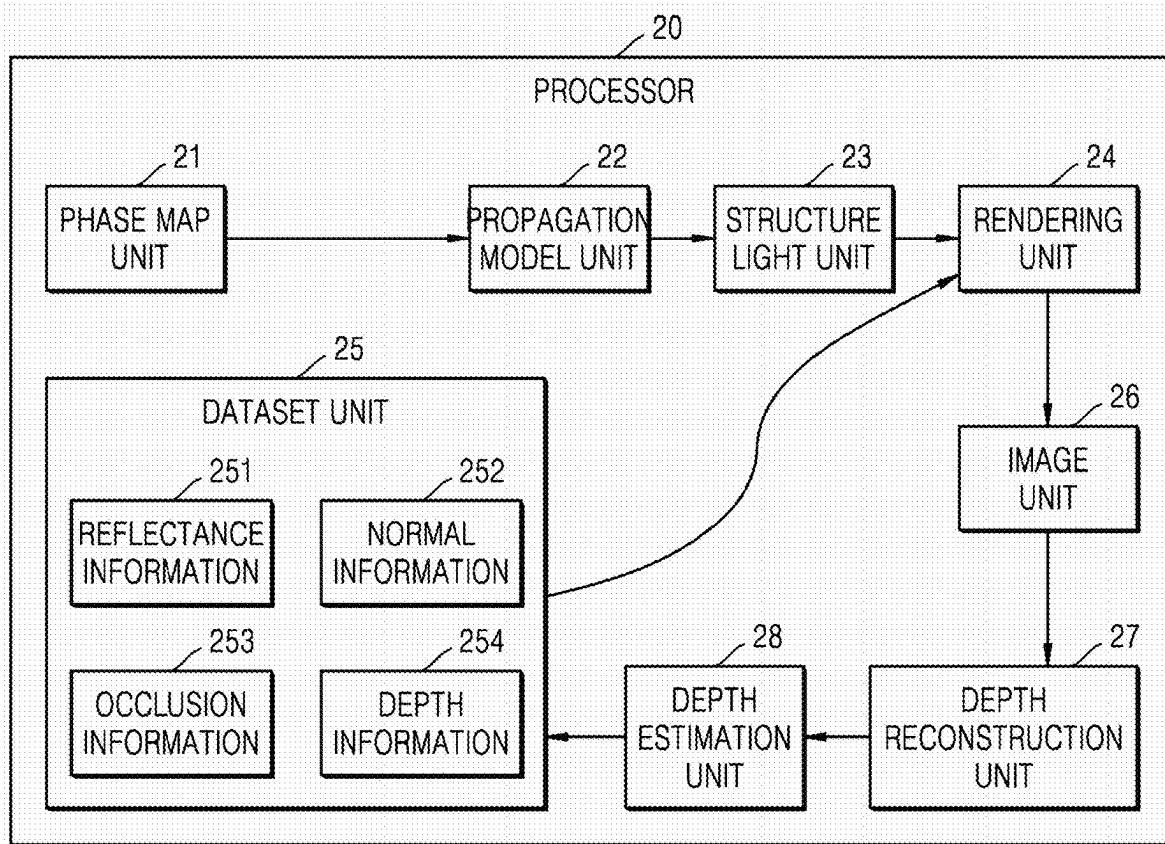 20
PROCESSOR
21
PHASE MAP
UNIT
22
PROPAGATION
MODEL UNIT
23
STRUCTURE
LIGHT UNIT
24
RENDERING
UNIT
25
DATASET UNIT
251
REFLECTANCE
INFORMATION
252
NORMAL
INFORMATION
253
OCCLUSION
INFORMATION
254
DEPTH
INFORMATION
26
IMAGE
UNIT
28
DEPTH
ESTIMATION
UNIT
27
DEPTH
RECONSTRUCTION
UNIT